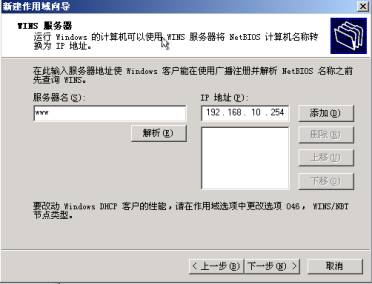 新建作用域向导
WINS 服务器
运行 Windows 的计算机可以使用 WINS 服务器将 NetBIOS 计算机名称转
换为 IP 地址。
在此输入服务器地址使 Windows 客户能在使用广播注册并解析 NetBIOS 名称之前
先查询 WINS。
服务器名(S):
IP 地址(P):
www
192 .168 . 10 .254
添加(D)
解析(E)
删除(R)
上移(U)
下移(O)
要改动 Windows DHCP 客户的性能，请在作用域选项中更改选项 046， WINS/NBT
节点类型。
< 上一步(B)
下一步(N) >
取消